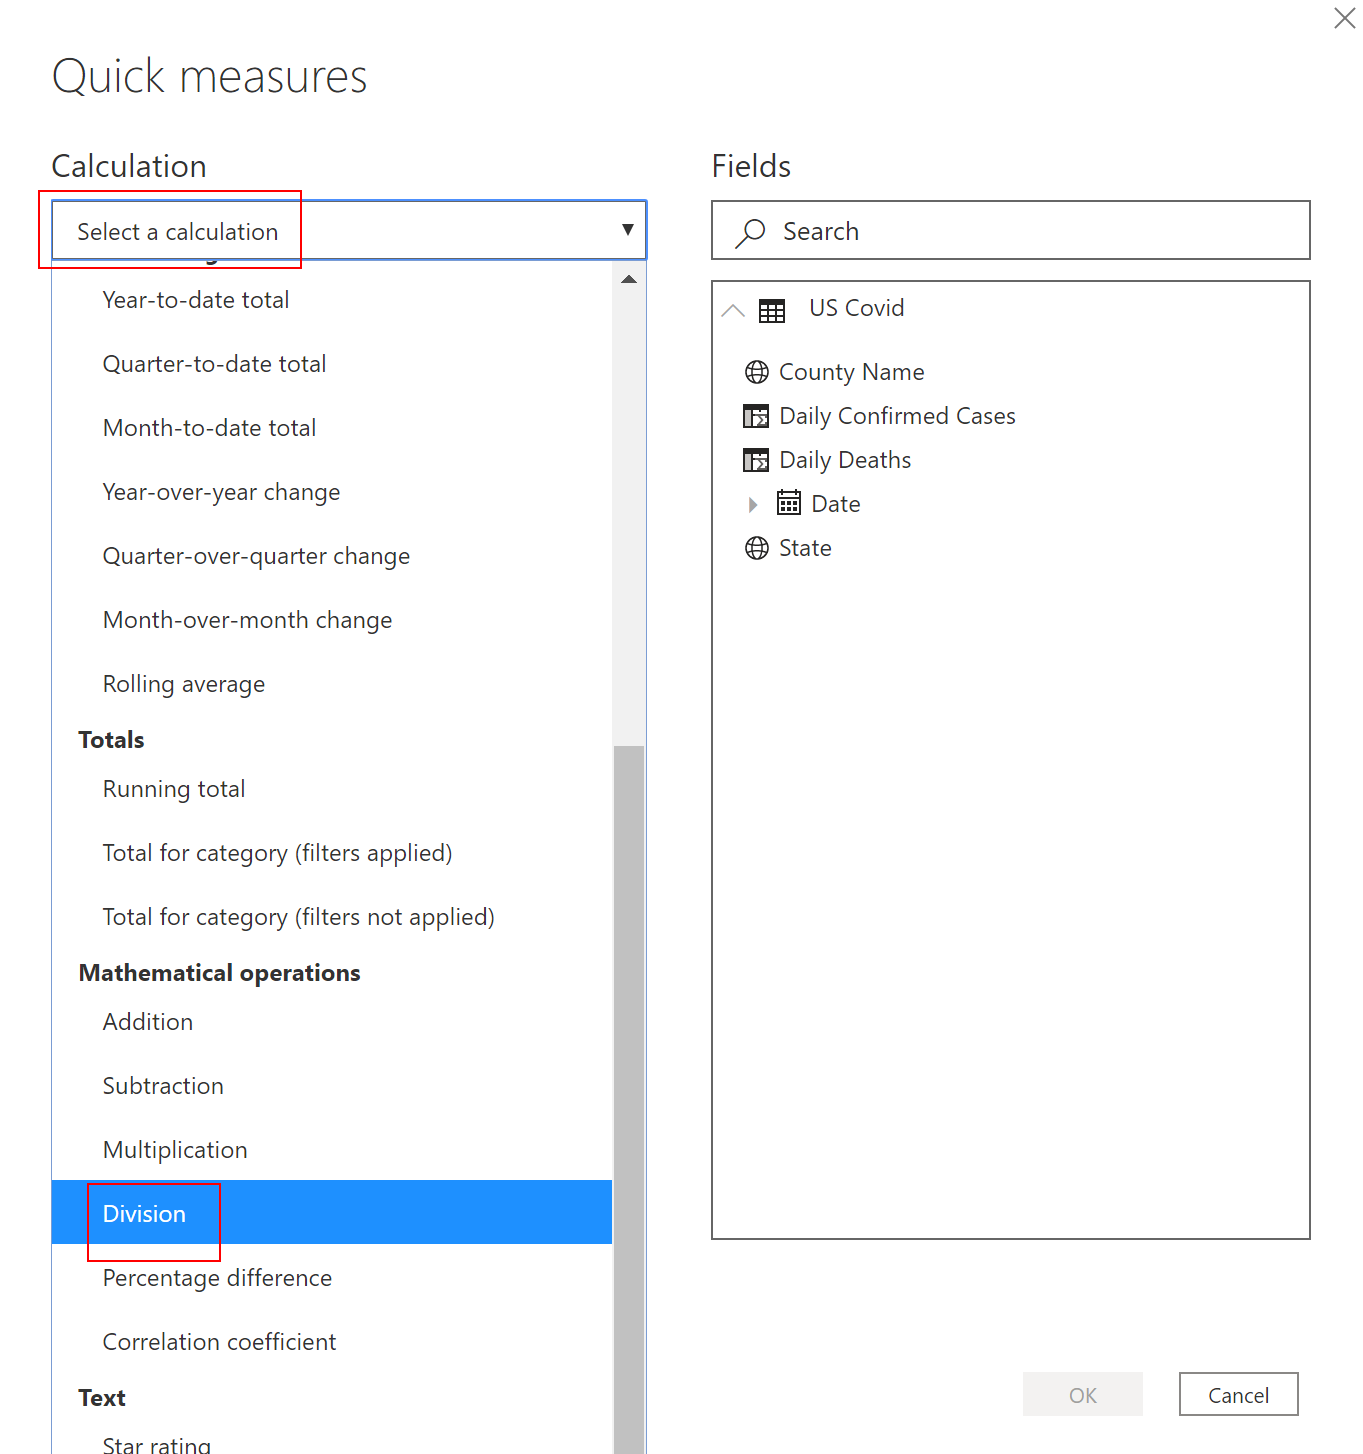 Quick measures
Calculation
Select a calculation
Year-to-date total
Quarter-to-date total
Month-to-date total
Year-over-year change
Quarter-over-quarter change
Month-over-month change
Rolling average
Totals
Running total
Total for category (filters applied)
Total for category (filters not applied)
Mathematical operations
Addition
Subtraction
Multiplication
Division
Percentage difference
Correlation coefficient
Text
Star rating
Fields
Search
US Covid
County Name
Daily Confirmed Cases
Daily Deaths
Date
State
OK
Cancel